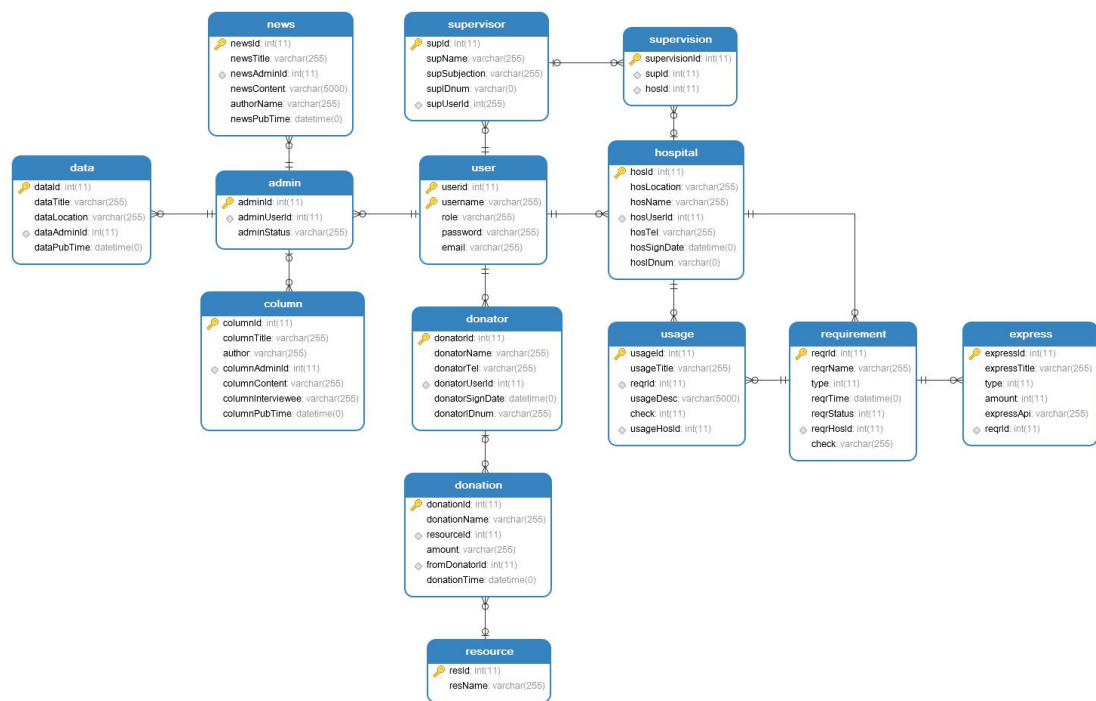 news
newsId: int(11)
newsTitle: varchar(255)
newsAdminId: int(11)
newsContent: varchar(5000)
authorName: varchar(255)
newsPubTime: datetime(0)
supervisor
supId: int(11)
supName: varchar(255)
supSubjection: varchar(255)
supIDnum: varchar(0)
supUserId: int(255)
supervision
supervisionId: int(11)
supId: int(11)
hosId: int(11)
data
dataId: int(11)
dataTitle: varchar(255)
dataLocation: varchar(255)
dataAdminId: int(11)
dataPubTime: datetime(0)
admin
adminId: int(11)
adminUserId: int(11)
adminStatus: varchar(255)
user
userid: int(11)
username: varchar(255)
role: varchar(255)
password: varchar(255)
email: varchar(255)
hospital
hosId: int(11)
hosLocation: varchar(255)
hosName: varchar(255)
hosUserId: int(11)
hosTel: varchar(255)
hosSignDate: datetime(0)
hosIDnum: varchar(0)
column
columnId: int(11)
columnTitle: varchar(255)
author: varchar(255)
columnAdminId: int(11)
columnContent: varchar(255)
columnInterviewee: varchar(255)
columnPubTime: datetime(0)
donator
donatorId: int(11)
donatorName: varchar(255)
donatorTel: varchar(255)
donatorUserId: int(11)
donatorSignDate: datetime(0)
donatorIDnum: varchar(255)
usage
usageId: int(11)
usageTitle: varchar(255)
reqrId: int(11)
usageDesc: varchar(5000)
check: int(11)
usageHosId: int(11)
requirement
reqrId: int(11)
reqrName: varchar(255)
type: int(11)
reqrTime: datetime(0)
reqrStatus: int(11)
reqrHosId: int(11)
check: varchar(255)
express
expressId: int(11)
expressTitle: varchar(255)
type: int(11)
amount: int(11)
expressApi: varchar(255)
reqrId: int(11)
donation
donationId: int(11)
donationName: varchar(255)
resourceId: int(11)
amount: varchar(255)
fromDonatorId: int(11)
donationTime: datetime(0)
resource
resId: int(11)
resName: varchar(255)